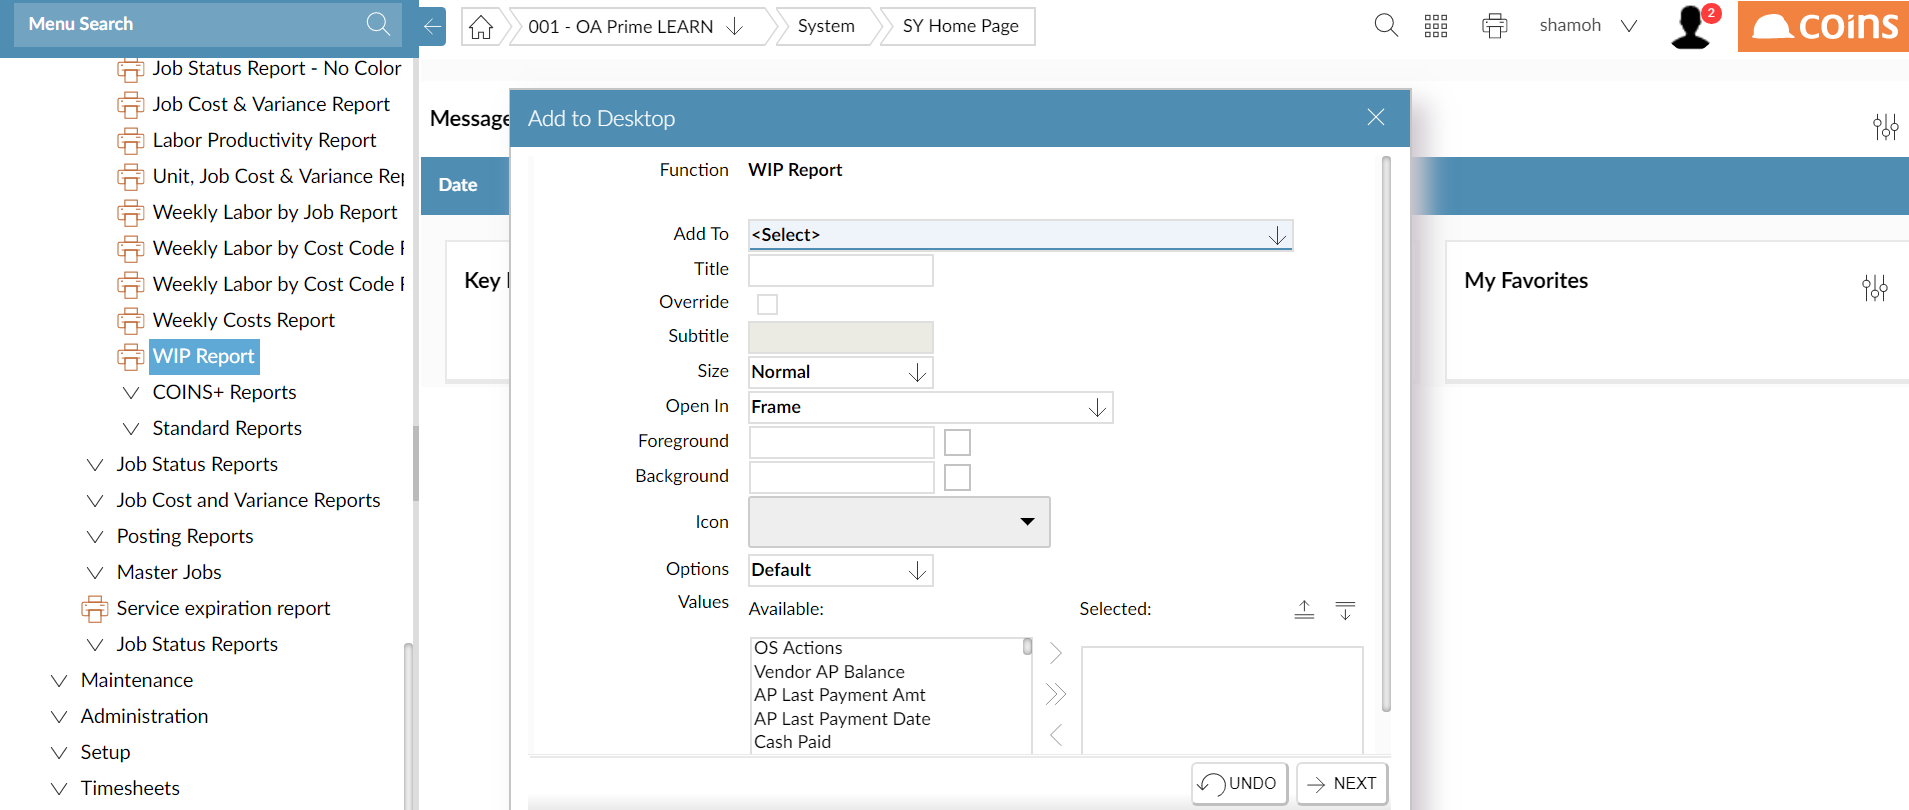 Menu Search
001 - OA Prime LEARN
System
SY Home Page
shamoh
2
coins
Job Status Report - No Color
Job Cost & Variance Report
Labor Productivity Report
Unit, Job Cost & Variance Rep
Weekly Labor by Job Report
Weekly Labor by Cost Code
Weekly Labor by Cost Code
Weekly Costs Report
WIP Report
COINS+ Reports
Standard Reports
Job Status Reports
Job Cost and Variance Reports
Posting Reports
Master Jobs
Service expiration report
Job Status Reports
Maintenance
Administration
Setup
Timesheets
Message
Date
Key
My Favorites
Add to Desktop
Function WIP Report
Add To <Select>
Title
Override
Subtitle
Size Normal
Open In Frame
Foreground
Background
Icon
Options Default
Values Available: Selected:
OS Actions
Vendor AP Balance
AP Last Payment Amt
AP Last Payment Date
Cash Paid
UNDO NEXT